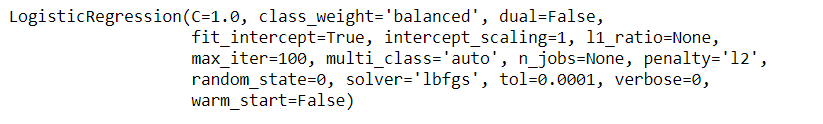 LogisticRegression(C=1.0, class_weight='balanced', dual=False,
fit_intercept=True, intercept_scaling=1, l1_ratio=None,
max_iter=100, multi_class='auto', n_jobs=None, penalty='l2',
random_state=0, solver='lbfgs', tol=0.0001, verbose=0,
warm_start=False)